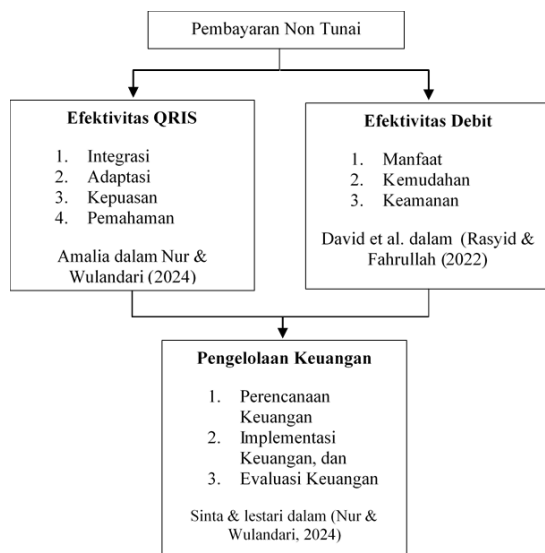 Pembayaran Non Tunai
Efektivitas QRIS
1. Integrasi
2. Adaptasi
3. Kepuasan
4. Pemahaman
Amalia dalam Nur &
Wulandari (2024)
Efektivitas Debit
1. Manfaat
2. Kemudahan
3. Keamanan
David et al. dalam (Rasyid &
Fahrullah (2022)
Pengelolaan Keuangan
1. Perencanaan
Keuangan
2. Implementasi
Keuangan, dan
3. Evaluasi Keuangan
Sinta & lestari dalam (Nur &
Wulandari, 2024)